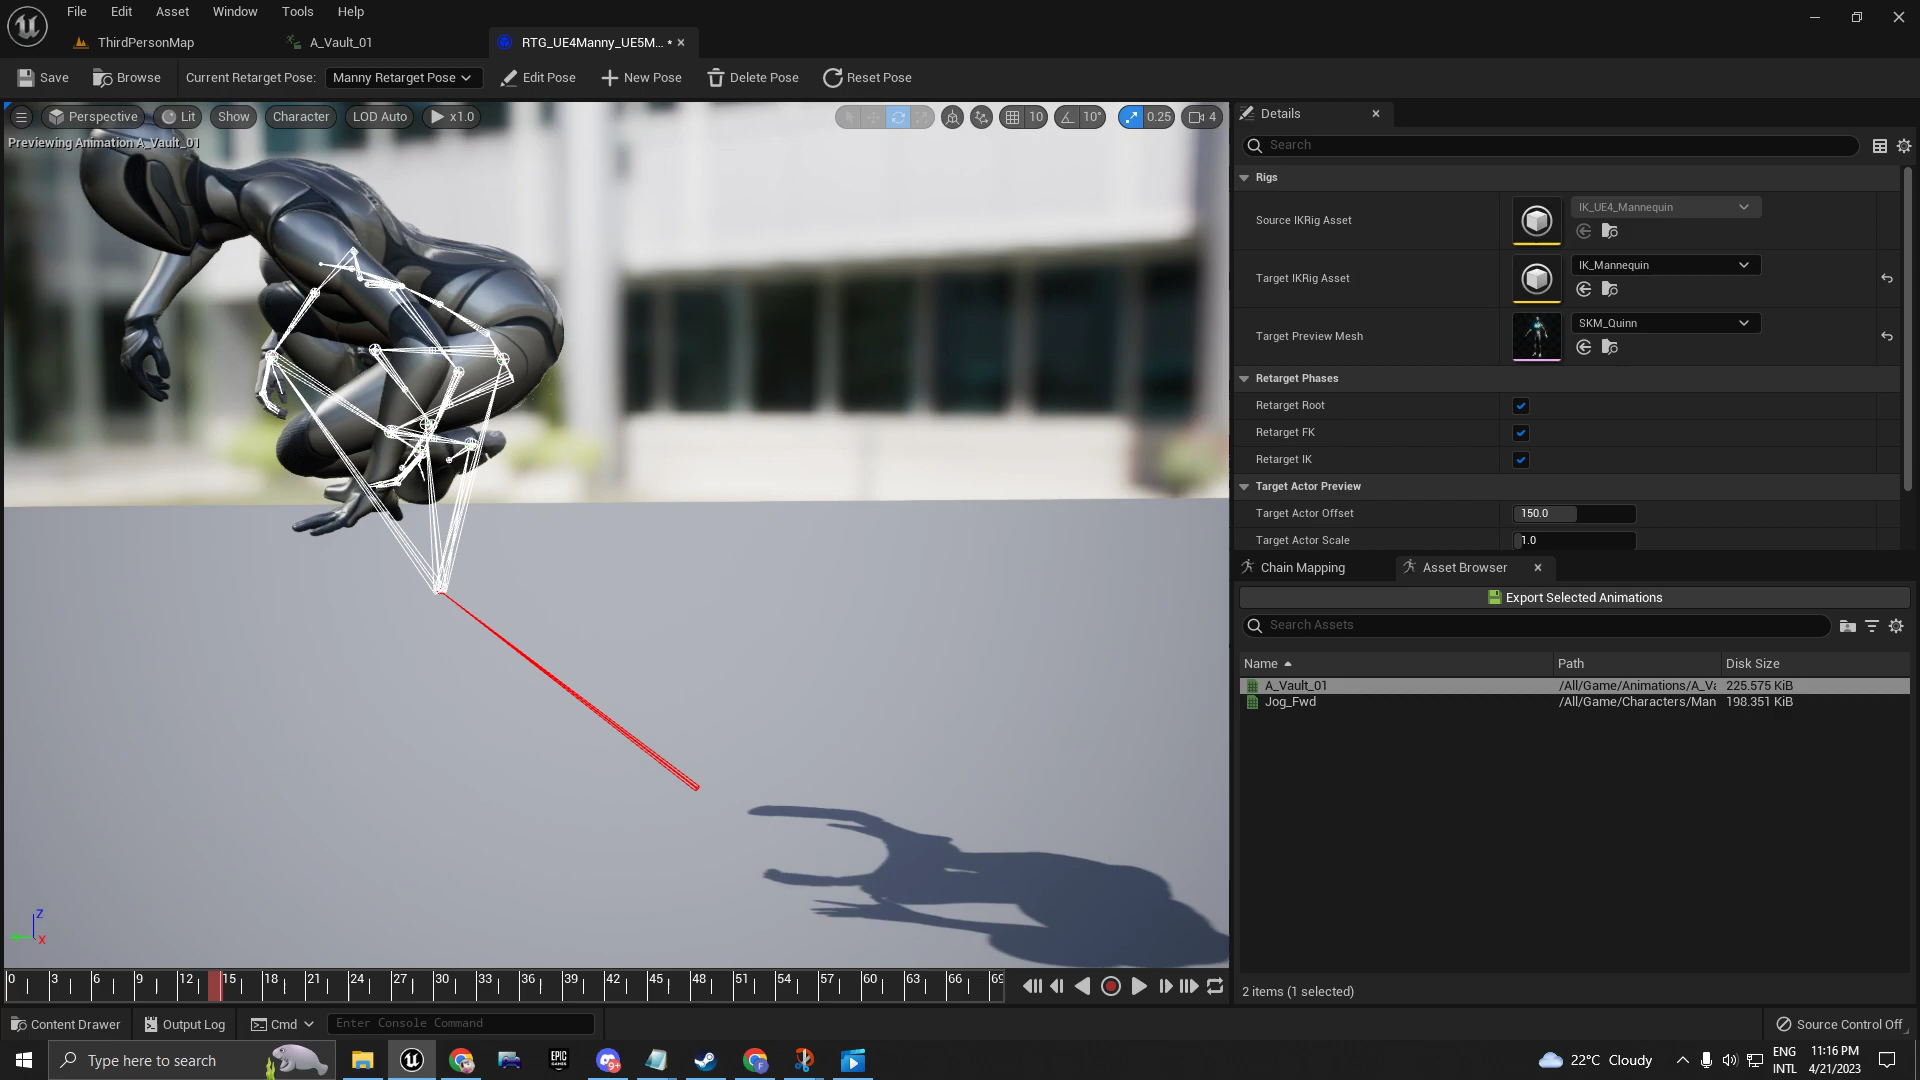 File Edit Asset Window Tools Help
ThirdPersonMap A_Vault_01 RTG_UE4Manny_UE5M... •
Save Browse Current Retarget Pose: Manny Retarget Pose Edit Pose New Pose Delete Pose Reset Pose
Perspective Lit Show Character LOD Auto x1.0 10 10° 0.25 4
Previewing Animation A_Vault_01
Details
Search
Rigs
Source IKRig Asset IK_UE4_Mannequin
Target IKRig Asset IK_Mannequin
Target Preview Mesh SKM_Quinn
Retarget Phases
Retarget Root
Retarget FK
Retarget IK
Target Actor Preview
Target Actor Offset 150.0
Target Actor Scale 1.0
Chain Mapping Asset Browser
Export Selected Animations
Search Assets
Name Path Disk Size
A_Vault_01 /All/Game/Animations/A_Va 225.575 KiB
Jog_Fwd /All/Game/Characters/Man 198.351 KiB
Z
X
0 3 6 9 12 15 18 21 24 27 30 33 36 39 42 45 48 51 54 57 60 63 66 69
2 items (1 selected)
Content Drawer Output Log Cmd Enter Console Command Source Control Off
Type here to search EPIC GAMES 9+ 22°C Cloudy ENG INTL 11:16 PM 4/21/2023